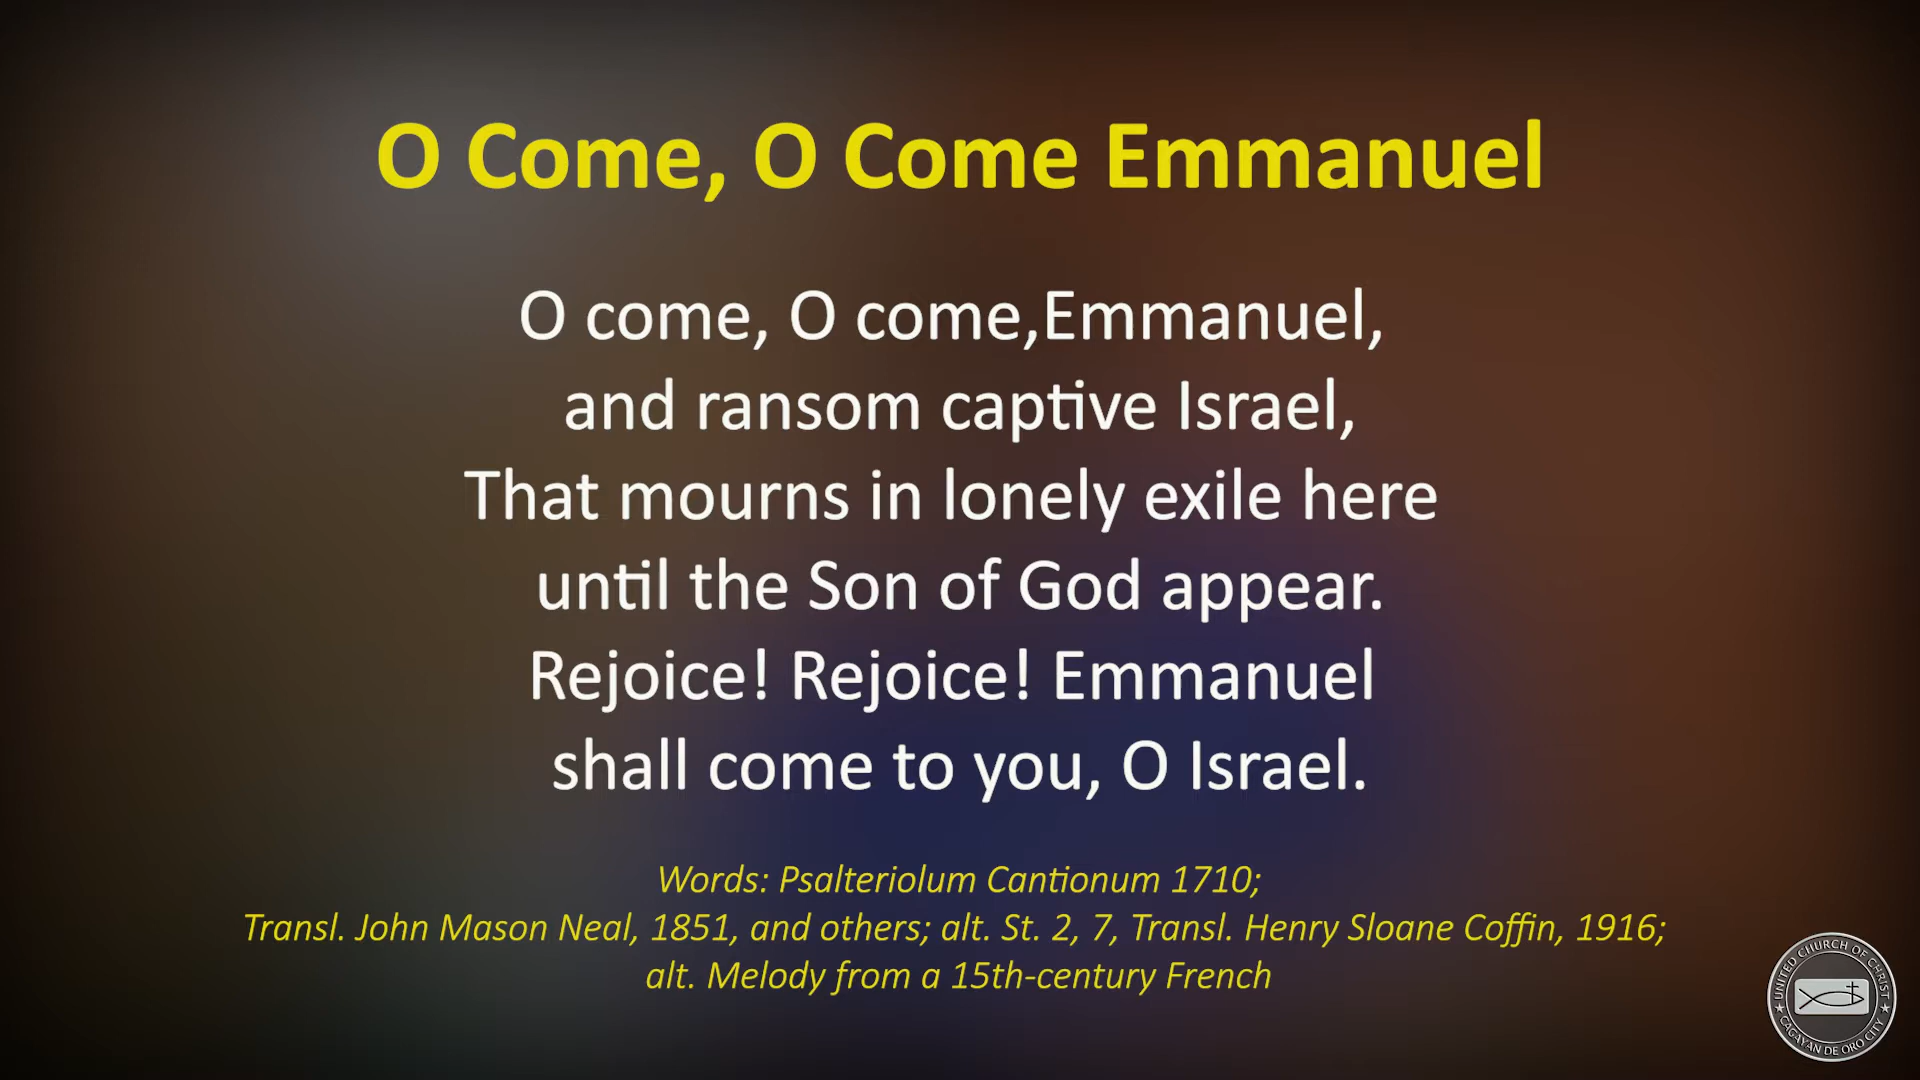 O Come, O Come Emmanuel
O come, O come,Emmanuel,
and ransom captive Israel,
That mourns in lonely exile here
until the Son of God appear.
Rejoice! Rejoice! Emmanuel
shall come to you, O Israel.
Words: Psalteriolum Cantionum 1710;
Transl. John Mason Neal, 1851, and others; alt. St. 2, 7, Transl. Henry Sloane Coffin, 1916;
alt. Melody from a 15th-century French
UNITED CHURCH OF CHRIST
CAGAYAN DE ORO CITY